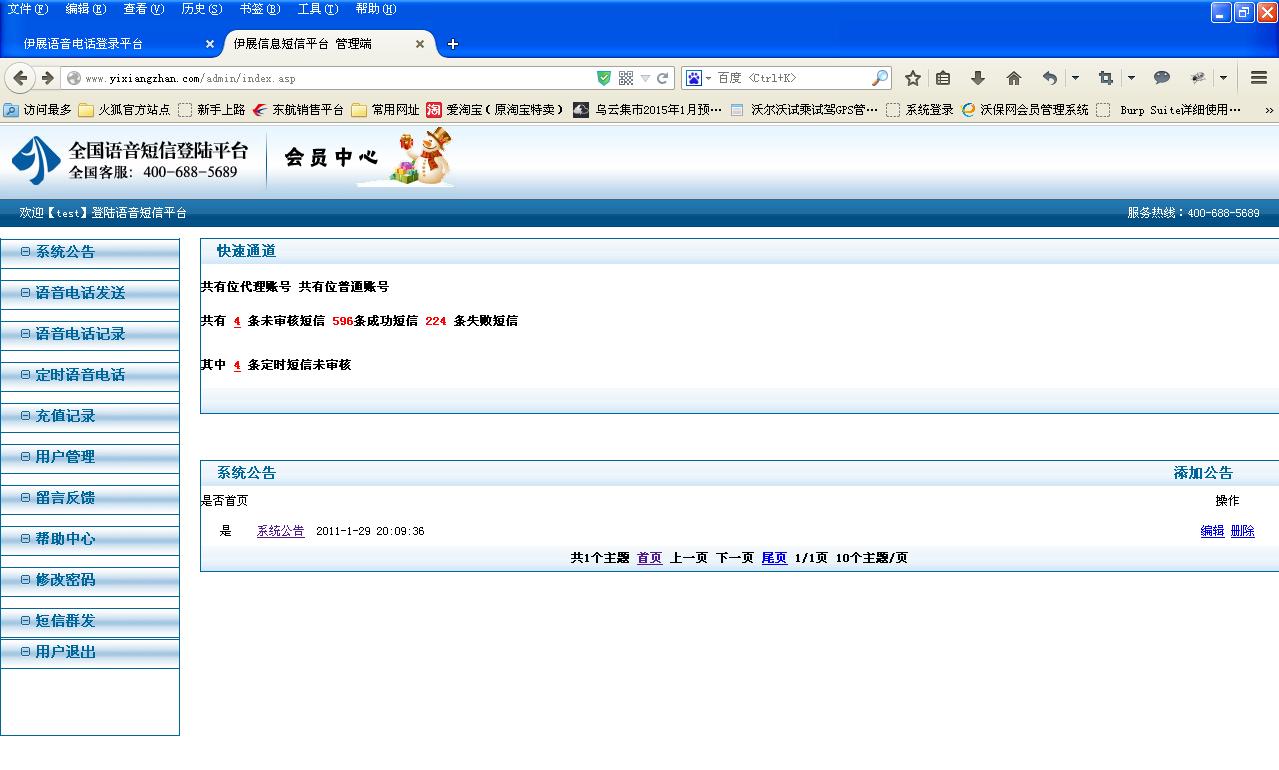 文件(F) 编辑(E) 查看(V) 历史(S) 书签(B) 工具(T) 帮助(H)
伊展语音电话登录平台 伊展信息短信平台 管理端
www.yixiangzhan.com/admin/index.asp 百度 <Ctrl+K>
访问最多 火狐官方站点 新手上路 东航销售平台 常用网址 淘 爱淘宝（原淘宝特卖） 乌云集市2015年1月预… 沃尔沃试乘试驾GPS管… 系统登录 沃保网会员管理系统 Burp Suite详细使用… »
全国语音短信登陆平台
全国客服：400-688-5689
会员中心
欢迎【test】登陆语音短信平台 服务热线：400-688-5689
系统公告
语音电话发送
语音电话记录
定时语音电话
充值记录
用户管理
留言反馈
帮助中心
修改密码
短信群发
用户退出
快速通道
共有位代理账号 共有位普通账号
共有 4 条未审核短信 596条成功短信 224 条失败短信
其中 4 条定时短信未审核
系统公告 添加公告
是否首页 操作
是 系统公告 2011-1-29 20:09:36 编辑 删除
共1个主题 首页 上一页 下一页 尾页 1/1页 10个主题/页